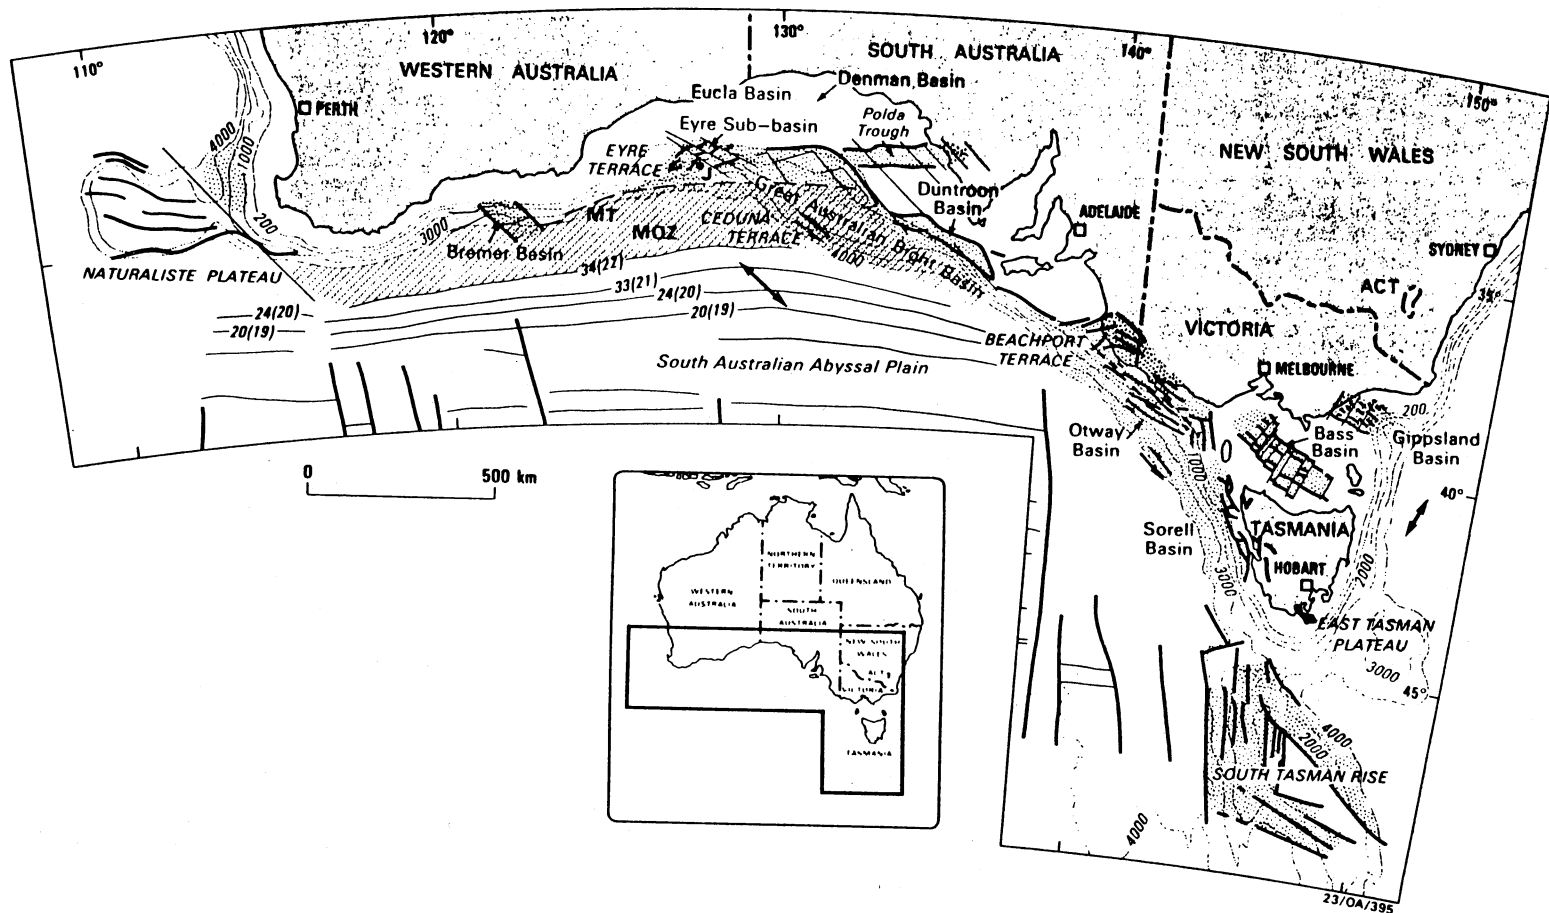 110°
120°
130°
140°
150°
WESTERN AUSTRALIA
SOUTH AUSTRALIA
NEW SOUTH WALES
PERTH
Eucla Basin
Denman Basin
Polda
Trough
Eyre Sub-basin
EYRE
TERRACE
Duntroon
Basin
ADELAIDE
SYDNEY
ACT
35°
4000
1000
200
3000
MT
MOZ
CEDUNA
TERRACE
Great Australian Bight Basin
4000
Bremer Basin
NATURALISTE PLATEAU
34(22)
33(21)
24(20)
20(19)
24(20)
20(19)
BEACHPORT
TERRACE
VICTORIA
MELBOURNE
South Australian Abyssal Plain
Otway
Basin
Bass
Basin
200
Gippsland
Basin
1000
40°
0
500 km
Sorell
Basin
TASMANIA
HOBART
3000
2000
EAST TASMAN
PLATEAU
3000
45°
4000
2000
SOUTH TASMAN RISE
4000
NORTHERN
TERRITORY
QUEENSLAND
WESTERN
AUSTRALIA
SOUTH
AUSTRALIA
NEW SOUTH
WALES
ACT
VICTORIA
TASMANIA
23/OA/395